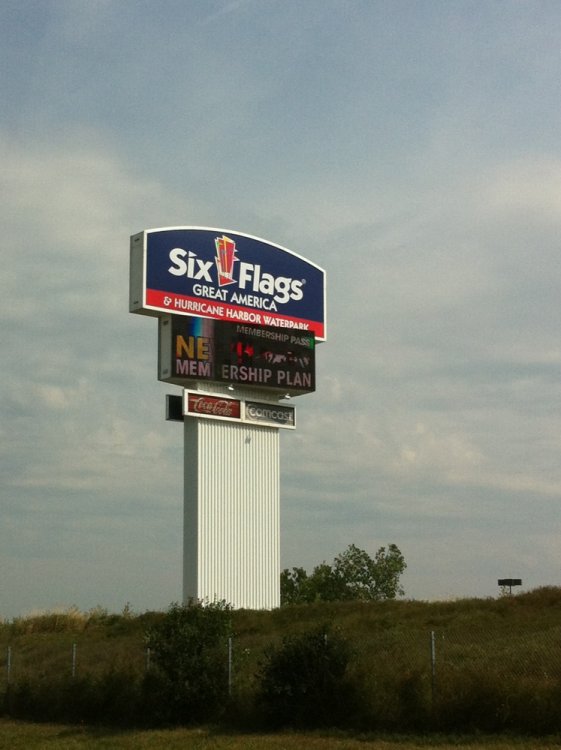 Six Flags®
GREAT AMERICA
& HURRICANE HARBOR WATERPARK
MEMBERSHIP PASS
NE
MEM ERSHIP PLAN
Coca-Cola
comcast